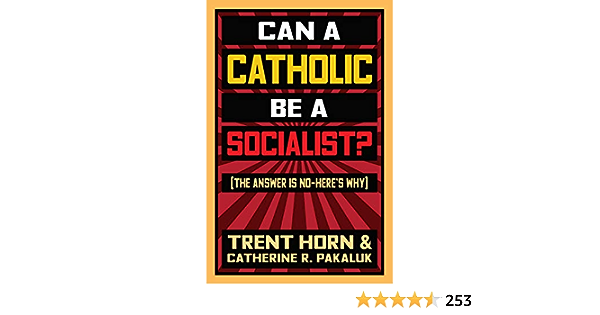 CAN A
CATHOLIC
BE A
SOCIALIST?
[THE ANSWER IS NO-HERE'S WHY]
TRENT HORN &
CATHERINE R. PAKALUK
253